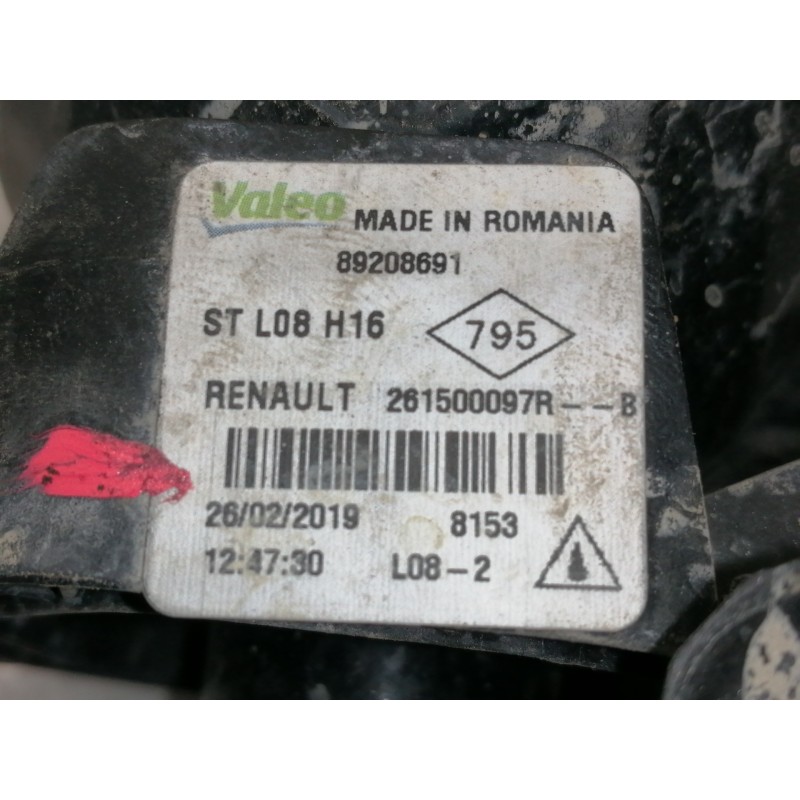 Valeo MADE IN ROMANIA
89208691
ST L08 H16 795
RENAULT 261500097R--B
26/02/2019 8153
12:47:30 L08-2